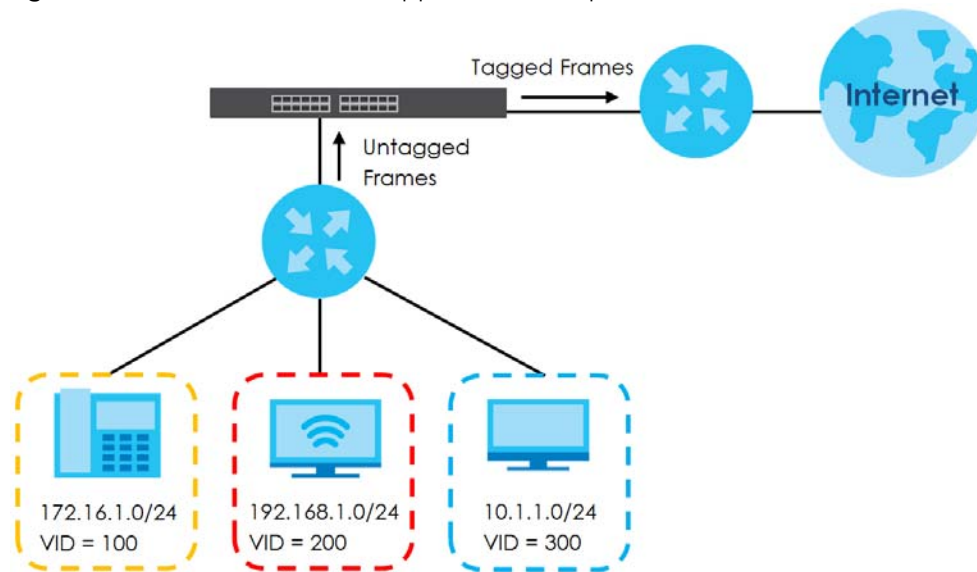 Tagged Frames
Internet
Untagged
Frames
172.16.1.0/24
VID = 100
192.168.1.0/24
VID = 200
10.1.1.0/24
VID = 300